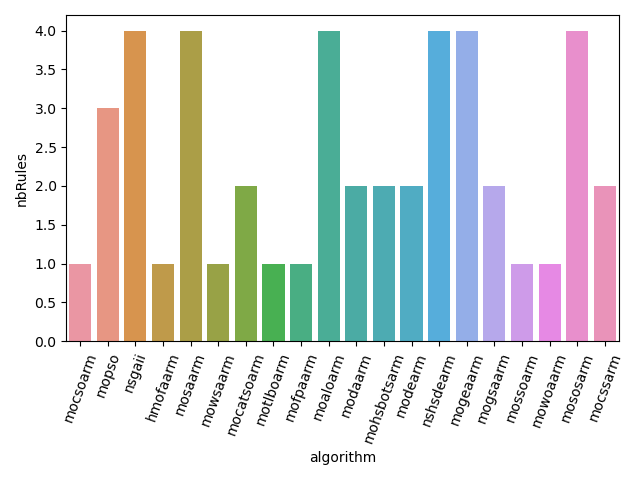 4.0
3.5
3.0
2.5
2.0
1.5
1.0
0.5
0.0
nbRules
mocsoarm
mopso
nsgaii
hmofaarm
mosaarm
mowsaarm
mocatsoarm
motlboarm
mofpaarm
moaloarm
modaarm
mohsbotsarm
modearm
nshsdearm
mogeaarm
mogsaarm
mossoarm
mowoaarm
mososarm
mocssarm
algorithm